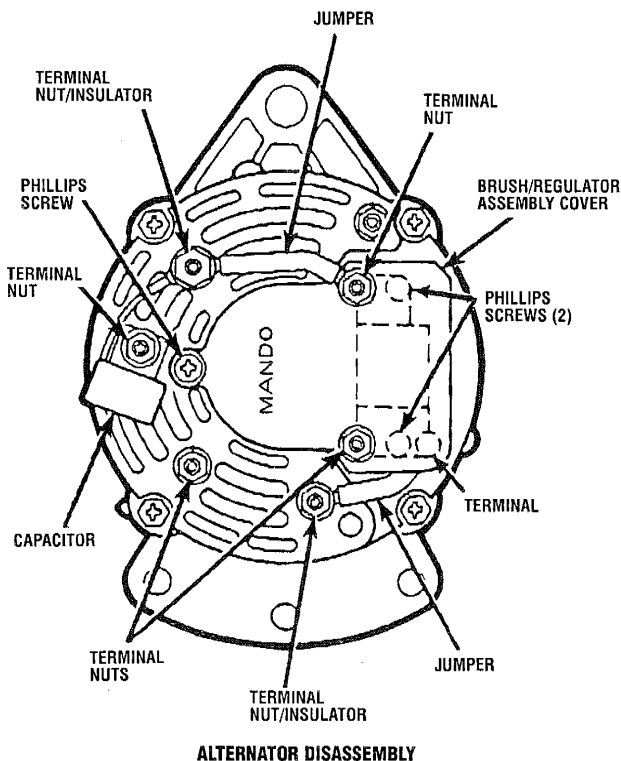 JUMPER
TERMINAL
NUT/INSULATOR
TERMINAL
NUT
PHILLIPS
SCREW
BRUSH/REGULATOR
ASSEMBLY COVER
TERMINAL
NUT
PHILLIPS
SCREWS (2)
MANDO
TERMINAL
CAPACITOR
TERMINAL
NUTS
JUMPER
TERMINAL
NUT/INSULATOR
ALTERNATOR DISASSEMBLY